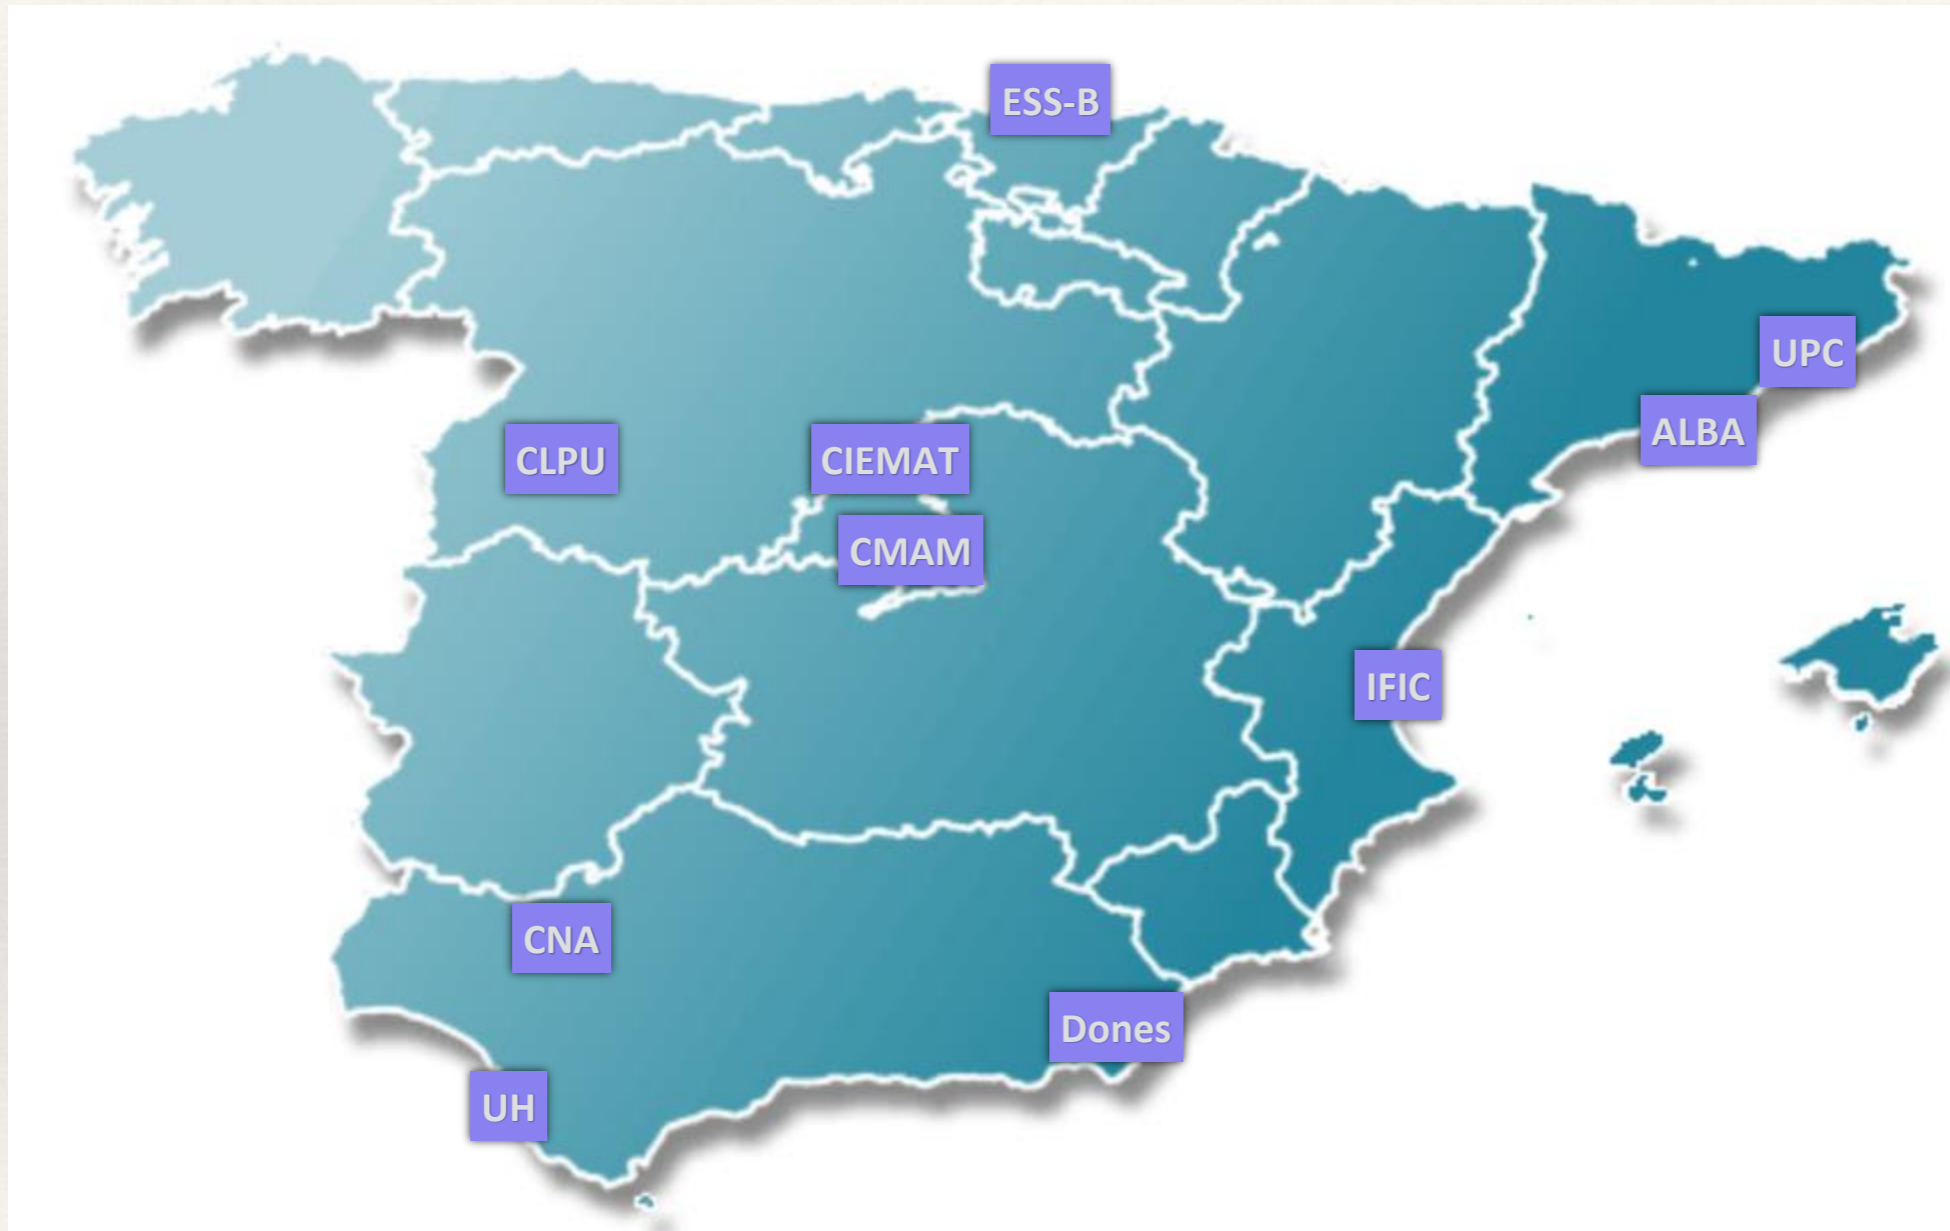 ESS-B
UPC
ALBA
CLPU
CIEMAT
CMAM
IFIC
CNA
Dones
UH